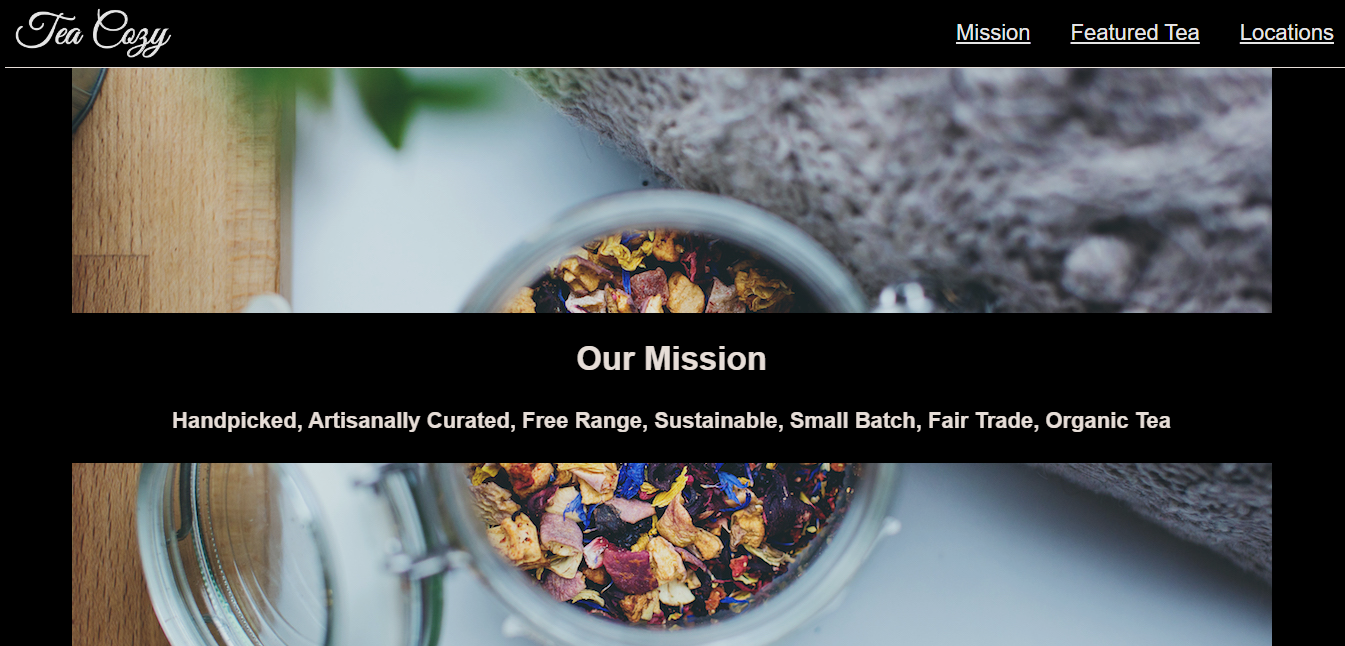 Tea Cozy
Mission Featured Tea Locations
Our Mission
Handpicked, Artisanally Curated, Free Range, Sustainable, Small Batch, Fair Trade, Organic Tea